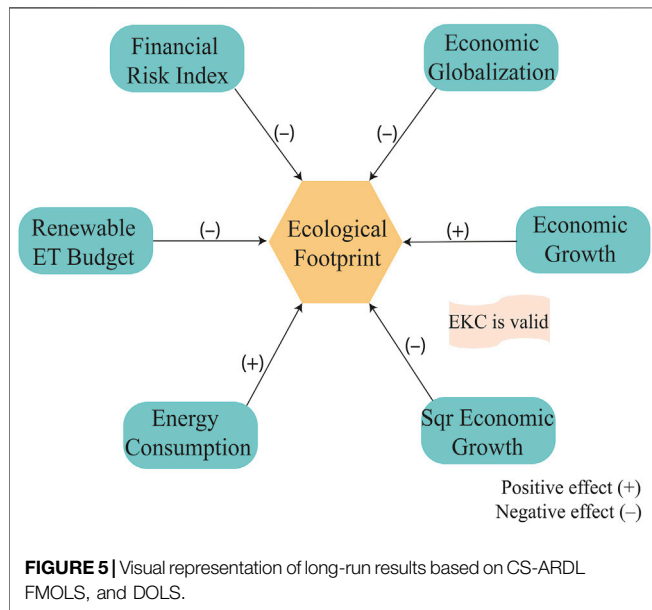 Financial
Risk Index
Economic
Globalization
(–)
(–)
Renewable
ET Budget
(–)
Ecological
Footprint
(+)
Economic
Growth
EKC is valid
(+)
(–)
Energy
Consumption
Sqr Economic
Growth
Positive effect (+)
Negative effect (–)
FIGURE 5 | Visual representation of long-run results based on CS-ARDL
FMOLS, and DOLS.